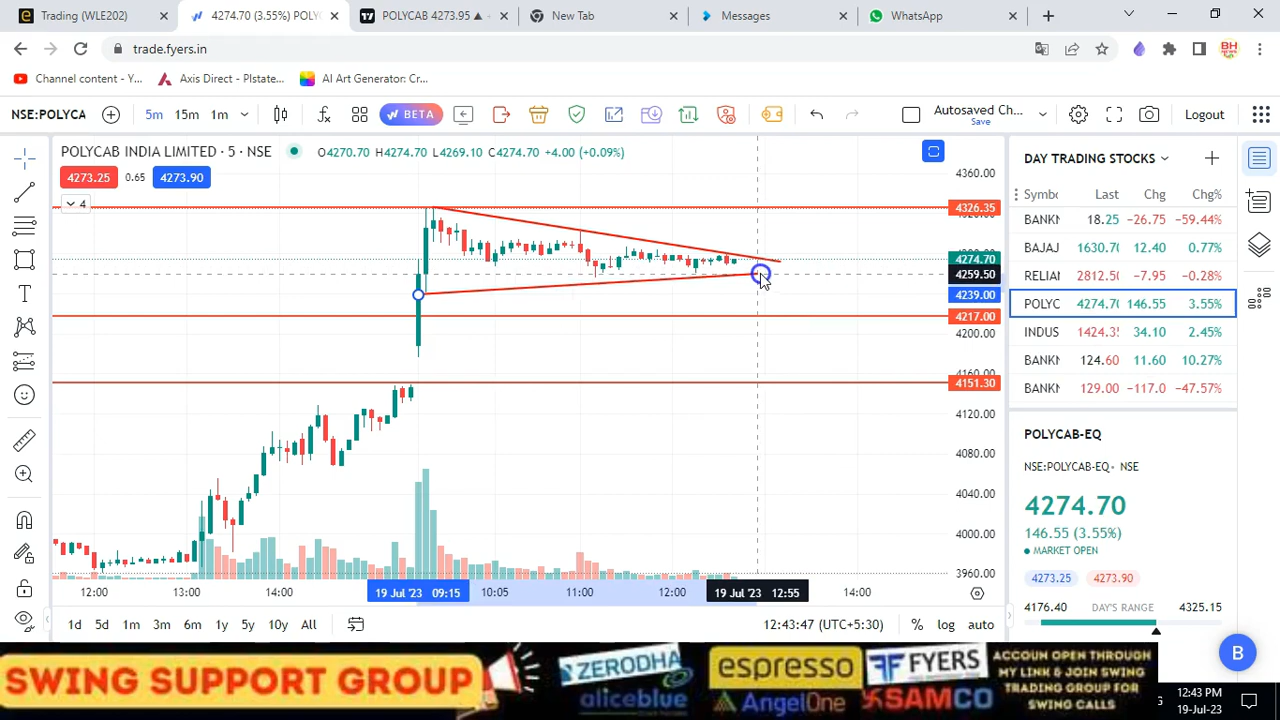 Trading (WLE202)
4274.70 (3.55%) POLYC
POLYCAB 4273.95 ▲
New Tab
Messages
WhatsApp
trade.fyers.in
Channel content - Y...
Axis Direct - Plstate...
AI Art Generator: Cr...
NSE:POLYCA
5m 15m 1m
BETA
Autosaved Ch...
Save
Logout
POLYCAB INDIA LIMITED · 5 · NSE
O4270.70 H4274.70 L4269.10 C4274.70 +4.00 (+0.09%)
4273.25 0.65 4273.90
4
4360.00
4326.35
4274.70
4259.50
4239.00
4217.00
4200.00
4151.30
4120.00
4080.00
4040.00
4000.00
3960.00
12:00 13:00 14:00 19 Jul '23 09:15 10:05 11:00 12:00 19 Jul '23 12:55 14:00
1d 5d 1m 3m 6m 1y 5y 10y All
12:43:47 (UTC+5:30) % log auto
DAY TRADING STOCKS
Symbo Last Chg Chg%
BANKN 18.25 -26.75 -59.44%
BAJAJ 1630.70 12.40 0.77%
RELIA 2812.50 -7.95 -0.28%
POLYC 4274.70 146.55 3.55%
INDUS 1424.3 34.10 2.45%
BANKN 124.60 11.60 10.27%
BANKN 129.00 -117.0 -47.57%
POLYCAB-EQ
NSE:POLYCAB-EQ · NSE
4274.70
146.55 (3.55%)
MARKET OPEN
4273.25 4273.90
4176.40 DAY'S RANGE 4325.15
B
SWING SUPPORT GROUP
ZERODHA
aliceblue
espresso
AngelOne
FYERS
SAMCO
ACCOUN OPEN THROUGH
MY LINK & JOIN SWING
TRADING GROUP FOR
SWING CALLS
12:43 PM
19-Jul-23